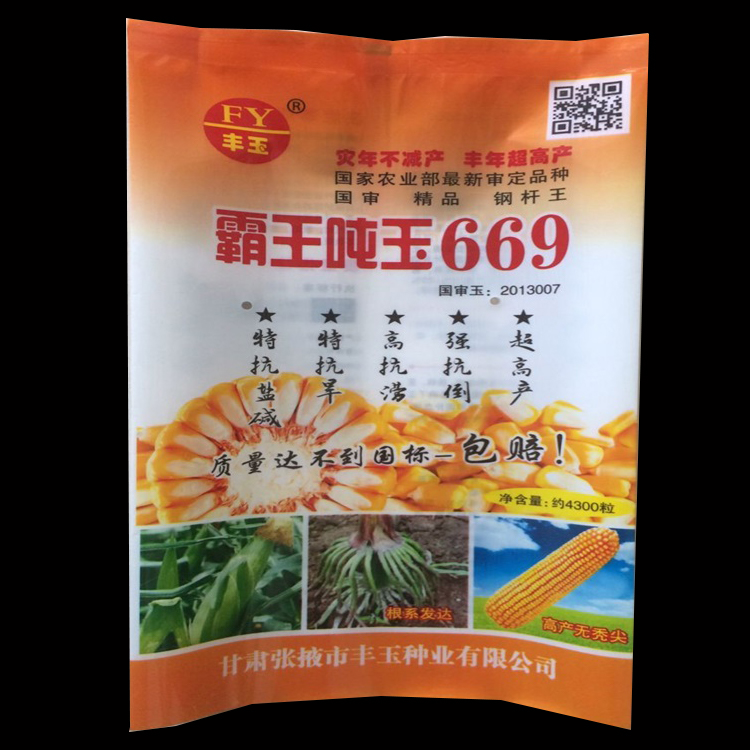 FY
丰玉
®
灾年不减产 丰年超高产
国家农业部最新审定品种
国审 精品 钢杆王
霸王吨玉669
国审玉：2013007
★特抗盐碱
★特抗旱
★高抗涝
★强抗倒
★超高产
质量达不到国标—包赔！
净含量：约4300粒
根系发达
高产无秃尖
甘肃张掖市丰玉种业有限公司